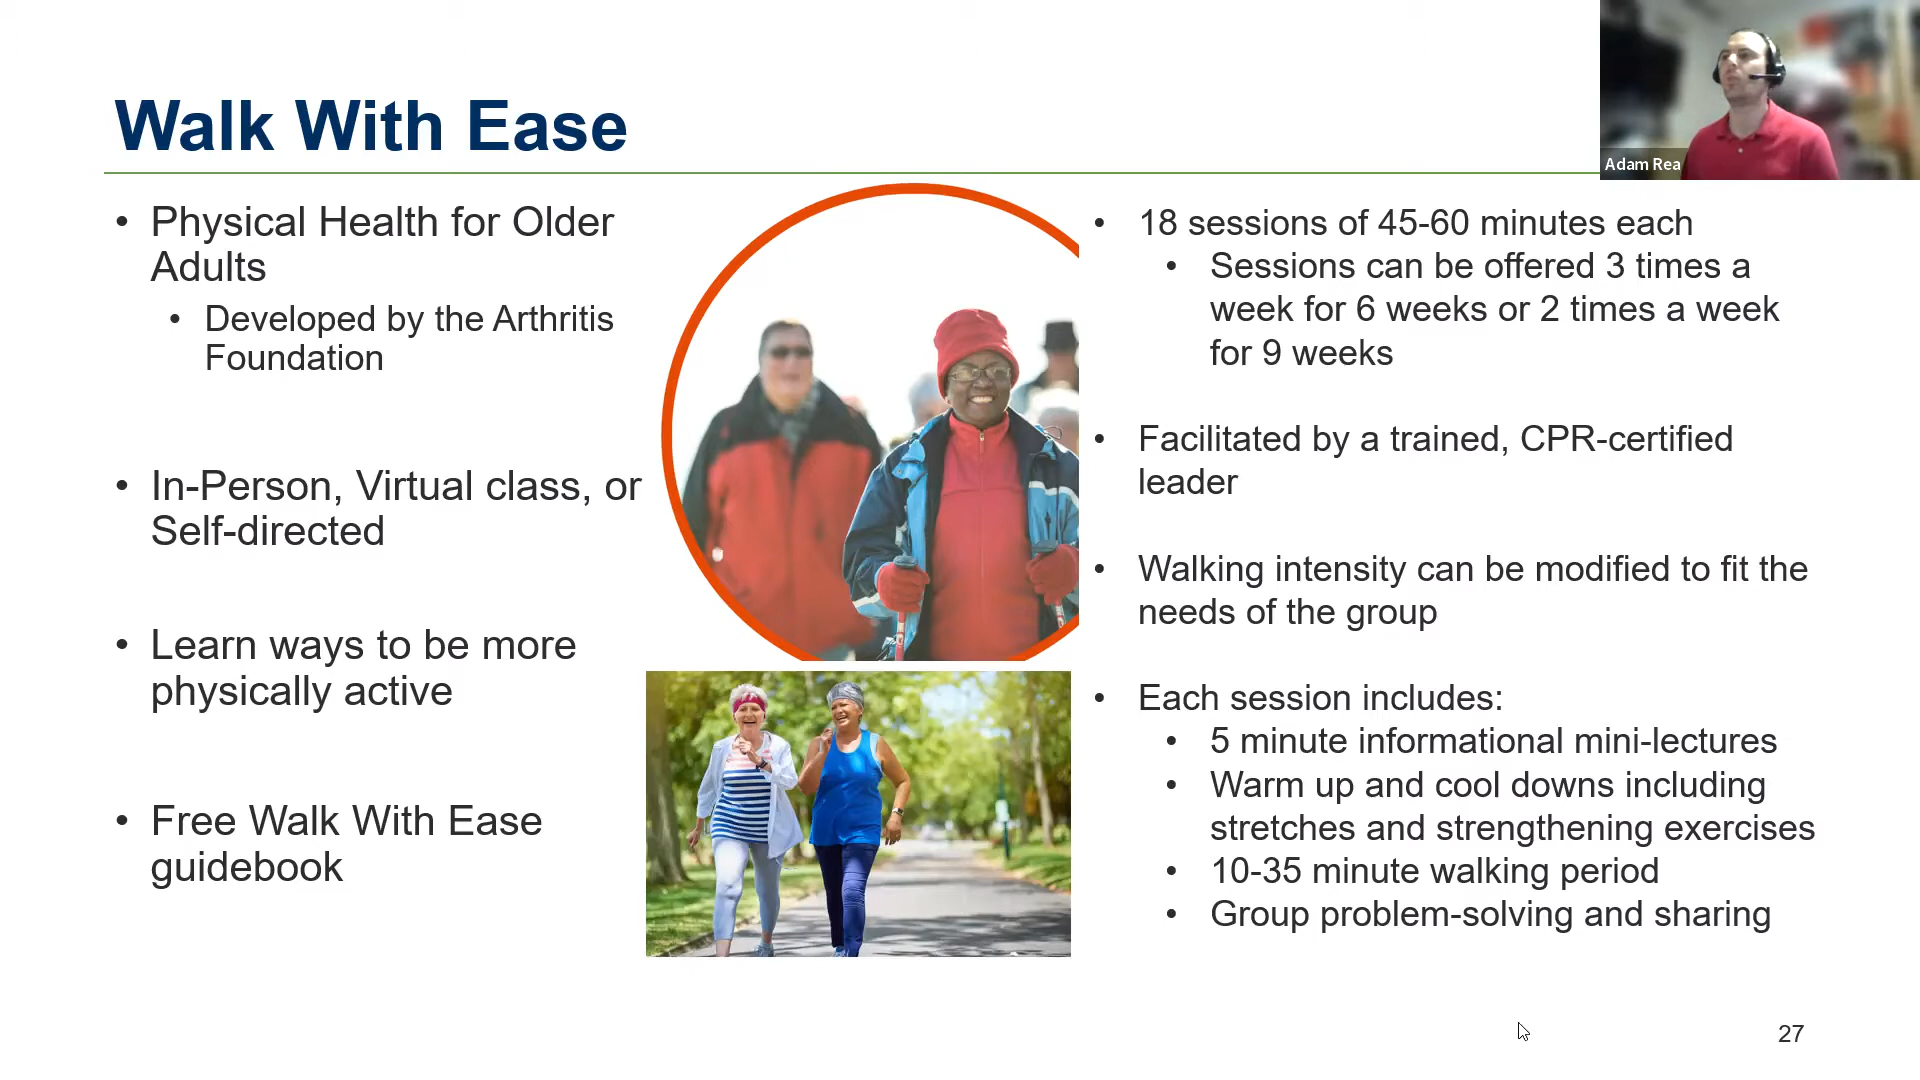 Walk With Ease
Adam Rea
• Physical Health for Older
Adults
• Developed by the Arthritis
Foundation
• In-Person, Virtual class, or
Self-directed
• Learn ways to be more
physically active
• Free Walk With Ease
guidebook
• 18 sessions of 45-60 minutes each
• Sessions can be offered 3 times a
week for 6 weeks or 2 times a week
for 9 weeks
• Facilitated by a trained, CPR-certified
leader
• Walking intensity can be modified to fit the
needs of the group
• Each session includes:
• 5 minute informational mini-lectures
• Warm up and cool downs including
stretches and strengthening exercises
• 10-35 minute walking period
• Group problem-solving and sharing
27